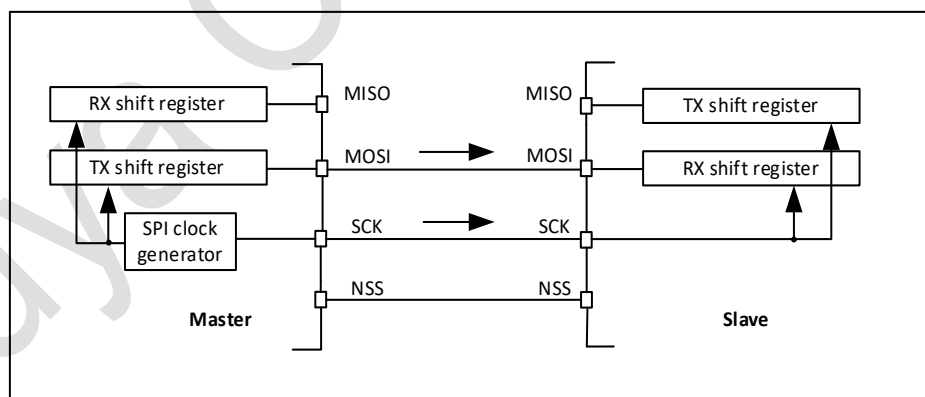 RX shift register
MISO
MISO
TX shift register
TX shift register
MOSI
MOSI
RX shift register
SPI clock
generator
SCK
SCK
NSS
NSS
Master
Slave